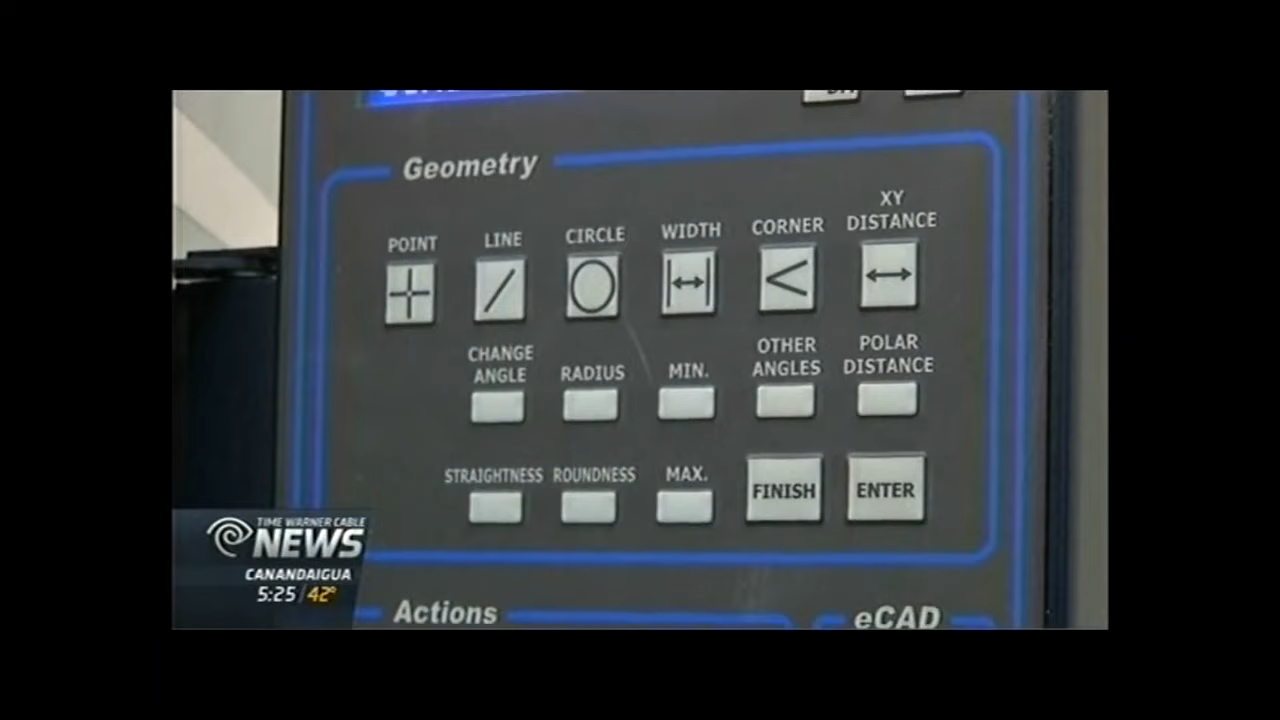 Geometry
POINT
LINE
CIRCLE
WIDTH
CORNER
XY
DISTANCE
CHANGE
ANGLE
RADIUS
MIN.
OTHER
ANGLES
POLAR
DISTANCE
STRAIGHTNESS
ROUNDNESS
MAX.
FINISH
ENTER
Actions
eCAD
TIME WARNER CABLE
NEWS
CANANDAIGUA
5:25 / 42°